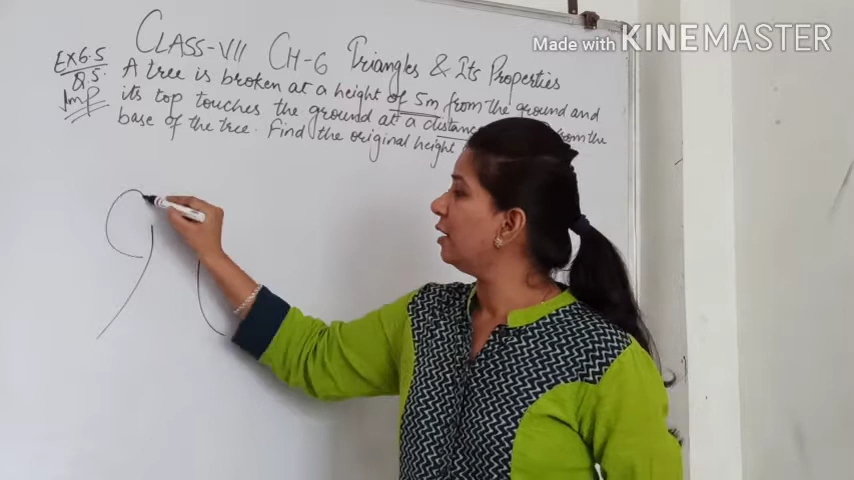 Made with KINEMASTER
CLASS-VII CH-6 Triangles & Its Properties
EX 6.5
Q.5. A tree is broken at a height of 5m from the ground and
Imp its top touches the ground at a distance from the
base of the tree. Find the original height